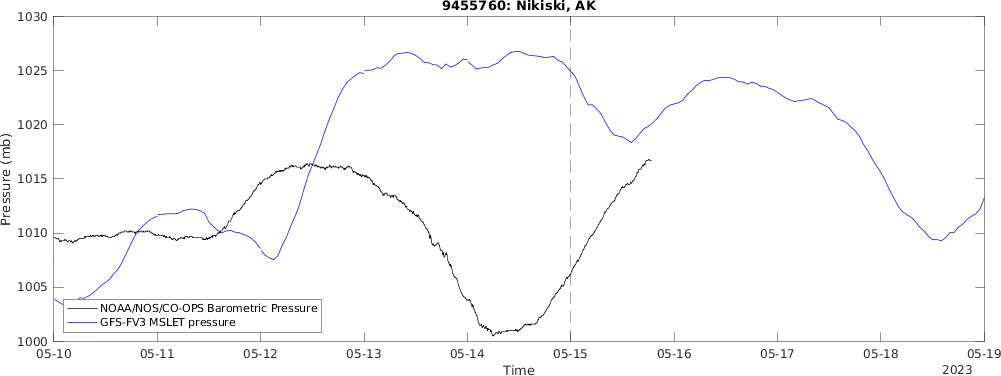 9455760: Nikiski, AK
Pressure (mb)
1030
1025
1020
1015
1010
1005
1000
NOAA/NOS/CO-OPS Barometric Pressure
GFS-FV3 MSLET pressure
05-10 05-11 05-12 05-13 05-14 05-15 05-16 05-17 05-18 05-19
Time
2023